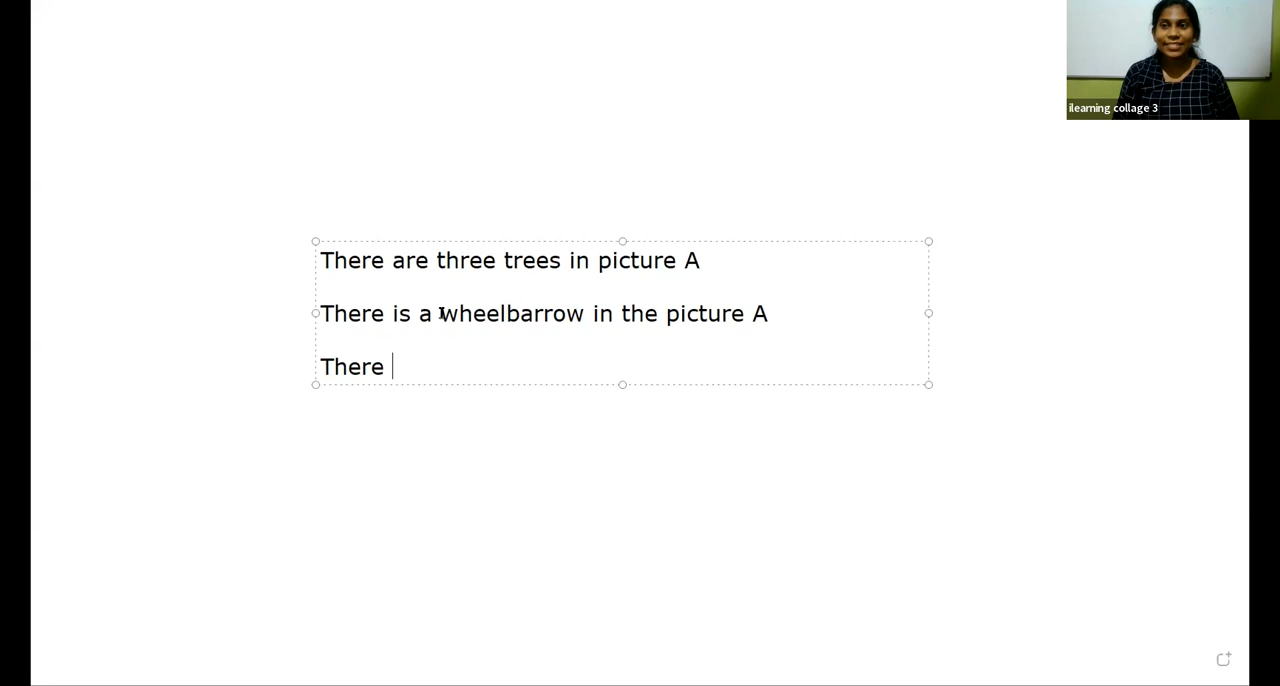 ilearning collage 3
There are three trees in picture A
There is a wheelbarrow in the picture A
There